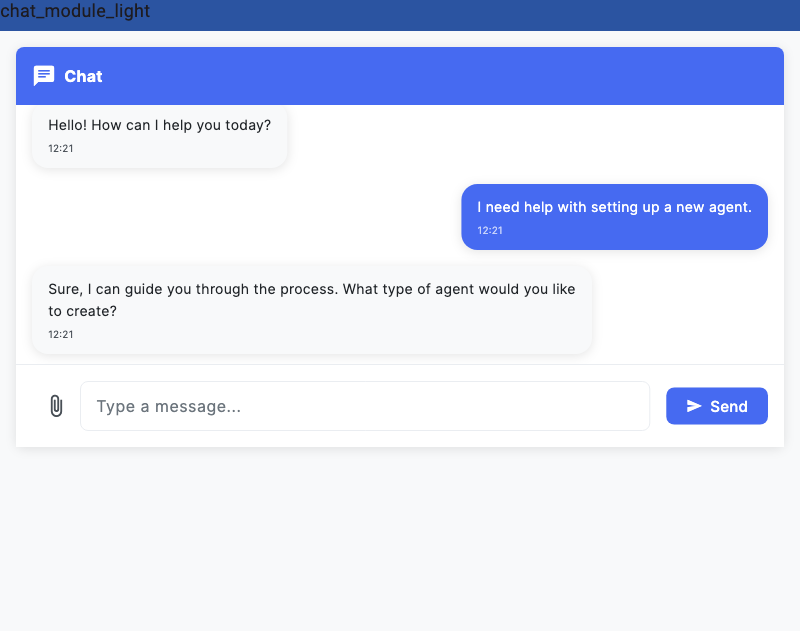 chat_module_light
Chat
Hello! How can I help you today?
12:21
I need help with setting up a new agent.
12:21
Sure, I can guide you through the process. What type of agent would you like
to create?
12:21
Type a message...
Send